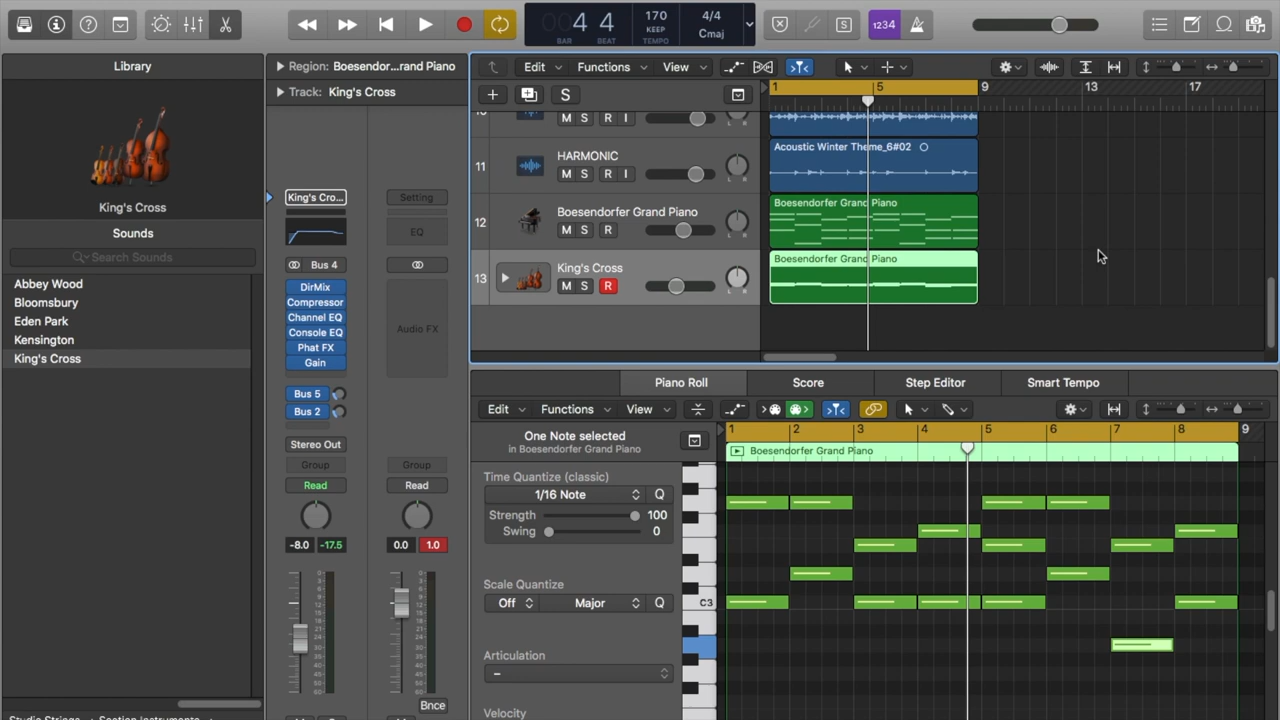 4 4
BAR BEAT
170
KEEP
TEMPO
4/4
Cmaj
S
1234
Library
King's Cross
Sounds
Search Sounds
Abbey Wood
Bloomsbury
Eden Park
Kensington
King's Cross
Region: Boesendor...rand Piano
Track: King's Cross
King's Cro...
Setting
EQ
Bus 4
DirMix
Compressor
Channel EQ
Console EQ
Phat FX
Gain
Audio FX
Bus 5
Bus 2
Stereo Out
Group
Group
Read
Read
-8.0 -17.5
0.0 1.0
Bnce
Edit Functions View
S
1 5 9 13 17
M S R I
L R
11 HARMONIC
M S R I
L R
Acoustic Winter Theme_6#02
12 Boesendorfer Grand Piano
M S R
L R
Boesendorfer Grand Piano
13 King's Cross
M S R
L R
Boesendorfer Grand Piano
Piano Roll Score Step Editor Smart Tempo
Edit Functions View
One Note selected
in Boesendorfer Grand Piano
1 2 3 4 5 6 7 8 9
Boesendorfer Grand Piano
Time Quantize (classic)
1/16 Note Q
Strength 100
Swing 0
Scale Quantize
Off Major Q
C3
Articulation
–
Velocity